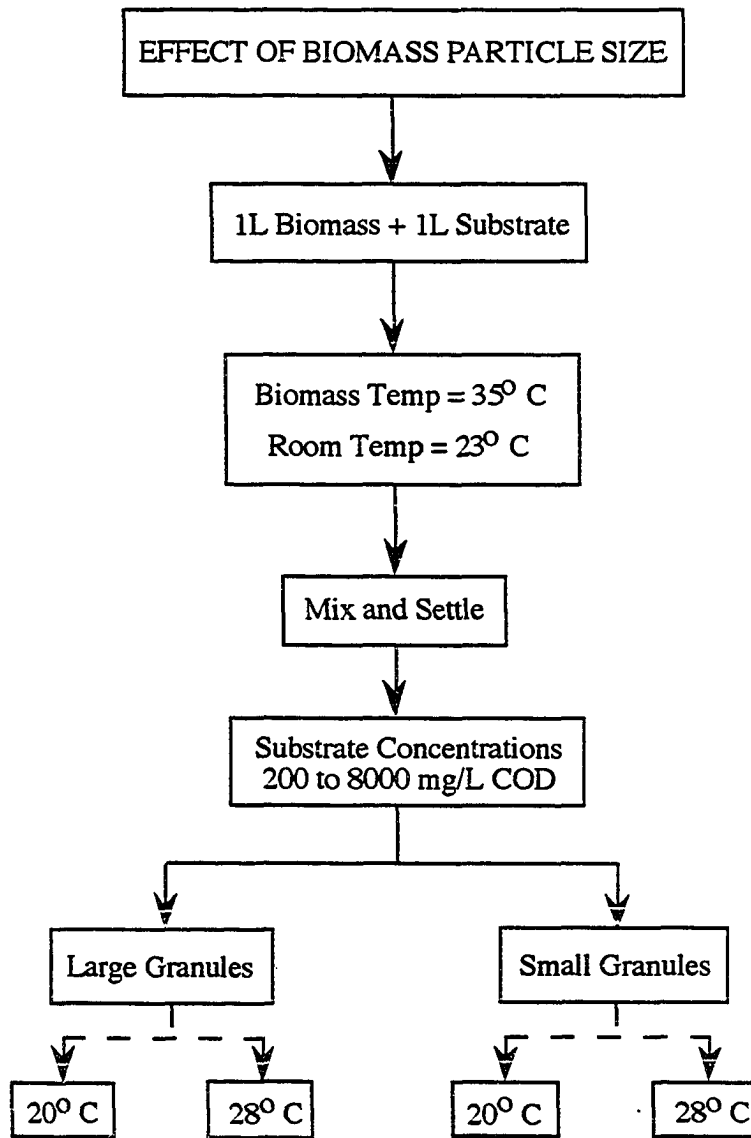 EFFECT OF BIOMASS PARTICLE SIZE
1L Biomass + 1L Substrate
Biomass Temp = 35° C
Room Temp = 23° C
Mix and Settle
Substrate Concentrations
200 to 8000 mg/L COD
Large Granules
Small Granules
20° C
28° C
20° C
28° C